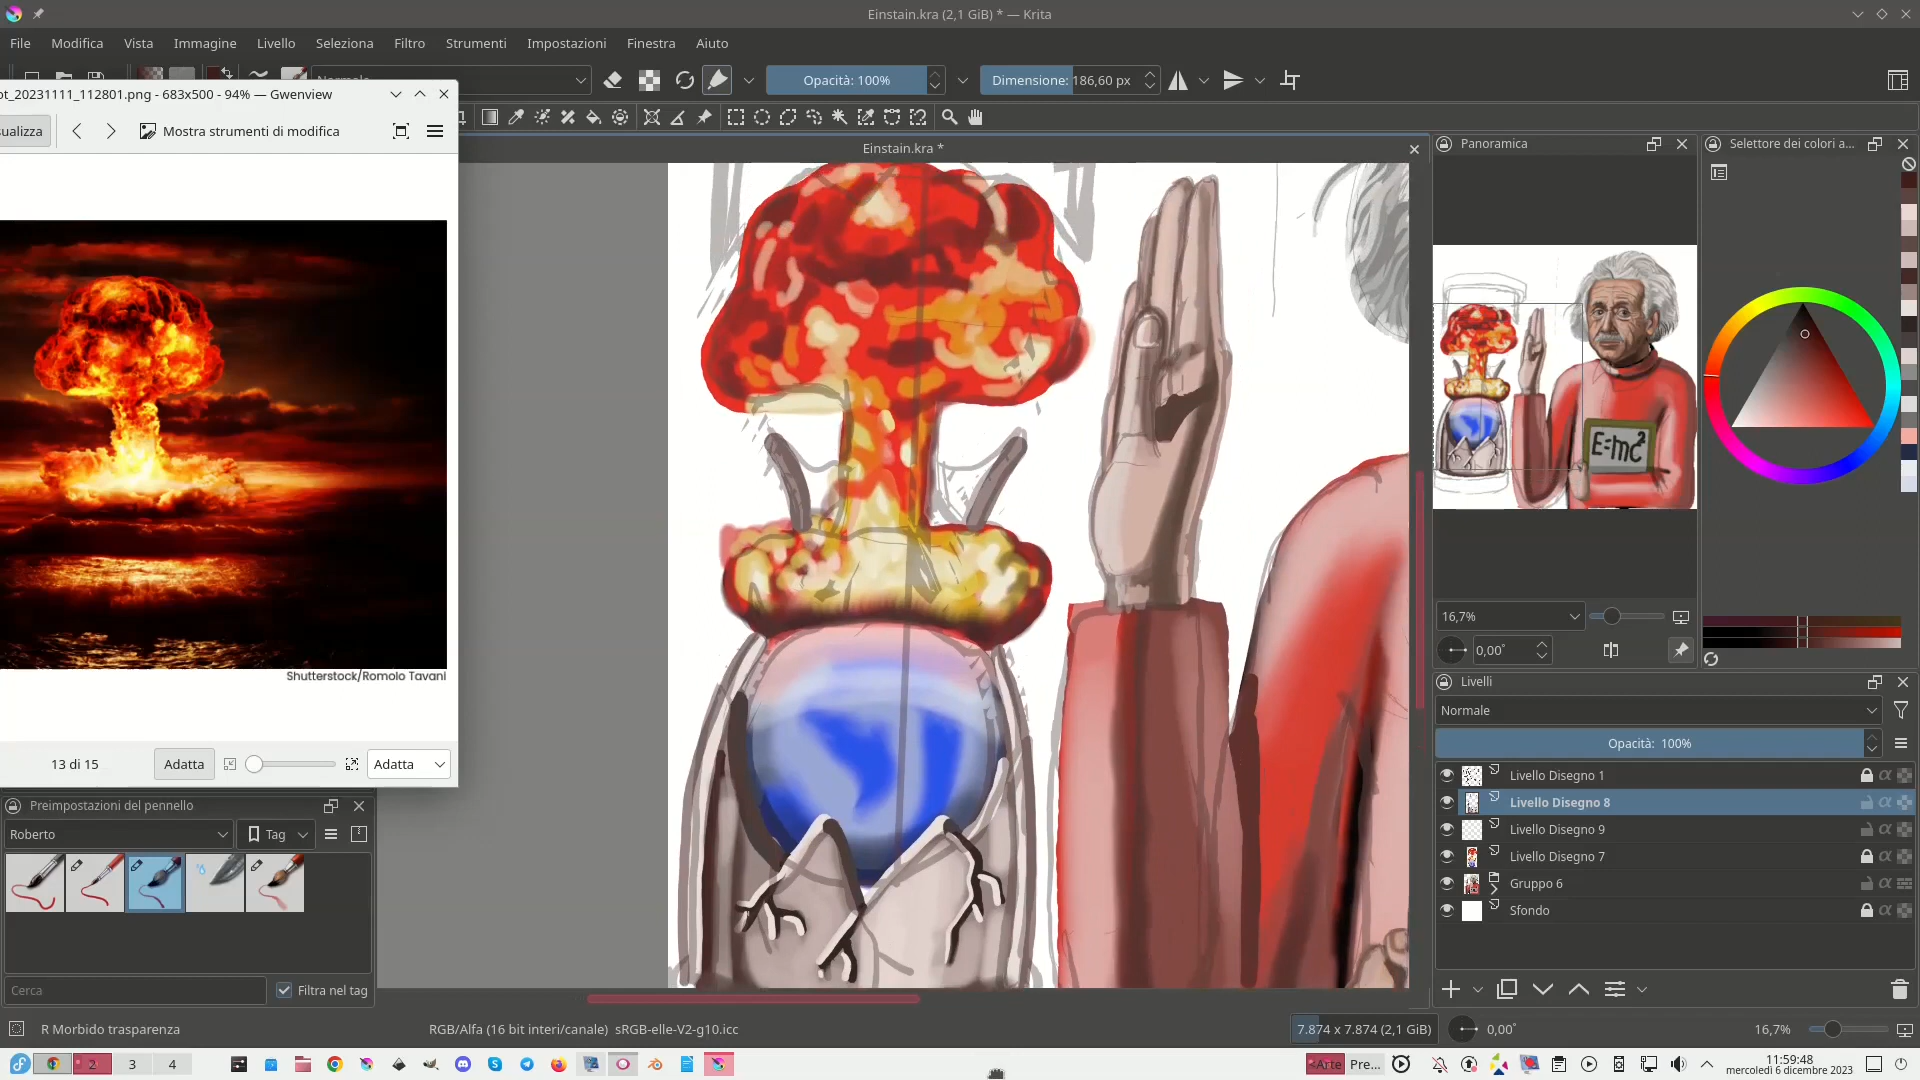 Einstain.kra (2,1 GiB) * — Krita
File Modifica Vista Immagine Livello Seleziona Filtro Strumenti Impostazioni Finestra Aiuto
Opacità: 100%
Dimensione: 186,60 px
ot_20231111_112801.png - 683x500 - 94% — Gwenview
sualizza
Mostra strumenti di modifica
Shutterstock/Romolo Tavani
13 di 15
Adatta
Adatta
Einstain.kra *
Panoramica
E=mc²
16,7%
0,00°
Selettore dei colori a...
Livelli
Normale
Opacità: 100%
Livello Disegno 1
Livello Disegno 8
Livello Disegno 9
Livello Disegno 7
Gruppo 6
Sfondo
Preimpostazioni del pennello
Roberto
Tag
Cerca
Filtra nel tag
R Morbido trasparenza
RGB/Alfa (16 bit interi/canale) sRGB-elle-V2-g10.icc
7.874 x 7.874 (2,1 GiB)
0,00°
16,7%
2 3 4
Arte
Pre...
11:59:48
mercoledì 6 dicembre 2023